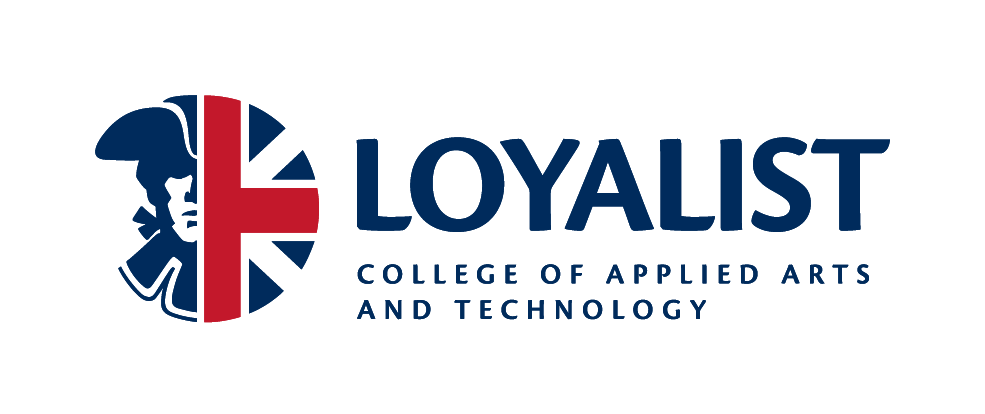 LOYALIST
COLLEGE OF APPLIED ARTS
AND TECHNOLOGY